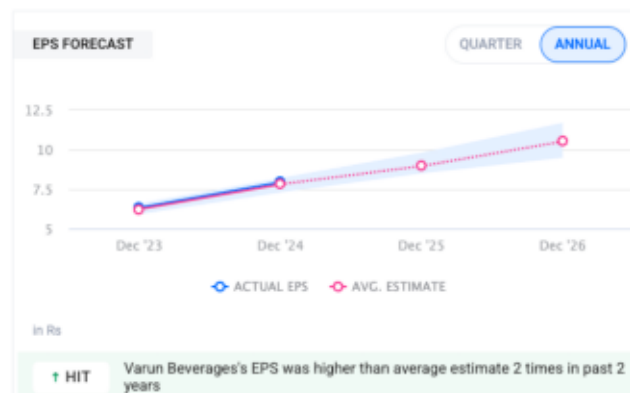 EPS FORECAST
QUARTER ANNUAL
12.5
10
7.5
5
Dec '23 Dec '24 Dec '25 Dec '26
ACTUAL EPS AVG. ESTIMATE
in Rs
↑ HIT Varun Beverages's EPS was higher than average estimate 2 times in past 2
years